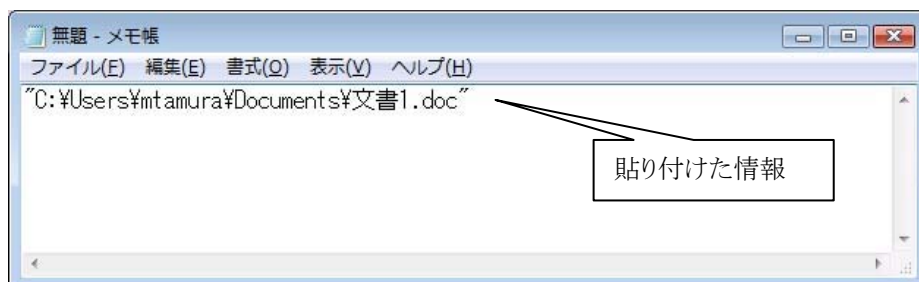 無題 - メモ帳
ファイル(F) 編集(E) 書式(O) 表示(V) ヘルプ(H)
"C:¥Users¥mtamura¥Documents¥文書1.doc"
貼り付けた情報